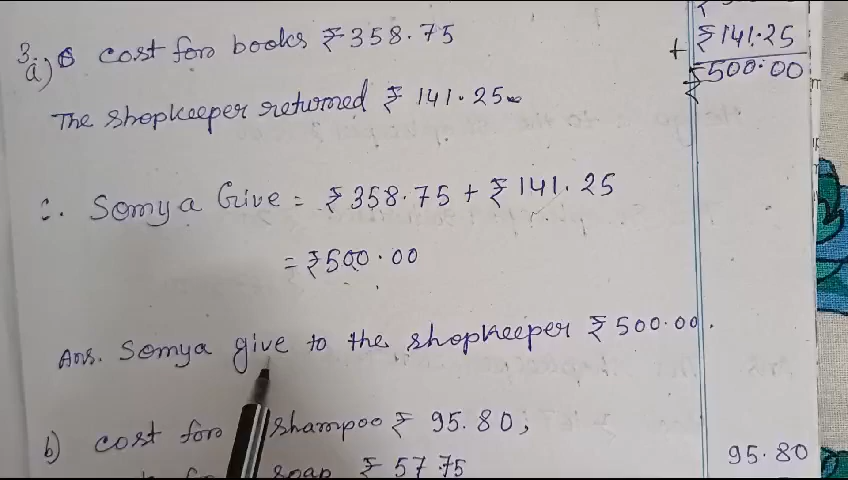 3.
a) cost for books ₹358.75
The shopkeeper returned ₹ 141.25
∴ Somya Give = ₹358.75 + ₹141.25
= ₹500.00
Ans. Somya give to the shopkeeper ₹500.00.
b) cost for shampoo ₹ 95.80;
soap ₹ 57.75
+ ₹141.25
₹500.00
95.80